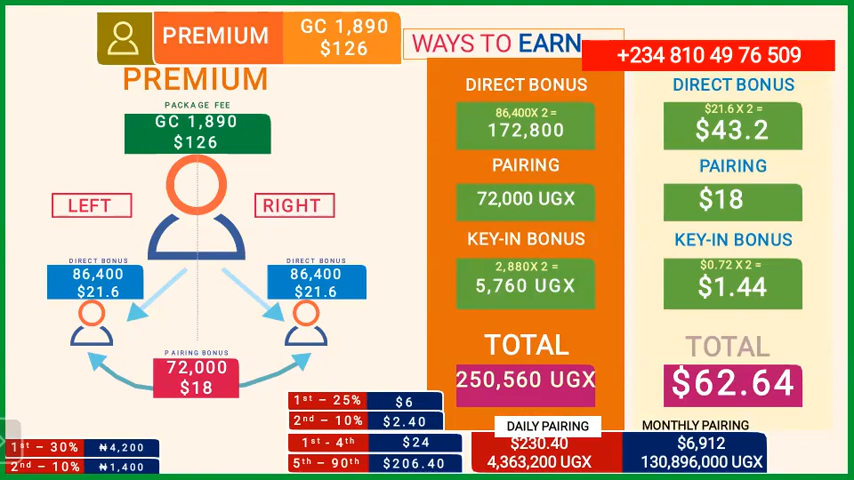 PREMIUM
GC 1,890
$126
WAYS TO EARN
+234 810 49 76 509
PREMIUM
PACKAGE FEE
GC 1,890
$126
LEFT
RIGHT
DIRECT BONUS
86,400
$21.6
DIRECT BONUS
86,400
$21.6
PAIRING BONUS
72,000
$18
DIRECT BONUS
86,400X 2 =
172,800
PAIRING
72,000 UGX
KEY-IN BONUS
2,880X 2 =
5,760 UGX
TOTAL
250,560 UGX
DIRECT BONUS
$21.6 X 2 =
$43.2
PAIRING
$18
KEY-IN BONUS
$0.72 X 2 =
$1.44
TOTAL
$62.64
1st – 30% ₦4,200
2nd – 10% ₦1,400
1st – 25% $6
2nd – 10% $2.40
1st - 4th $24
5th – 90th $206.40
DAILY PAIRING
$230.40
4,363,200 UGX
MONTHLY PAIRING
$6,912
130,896,000 UGX